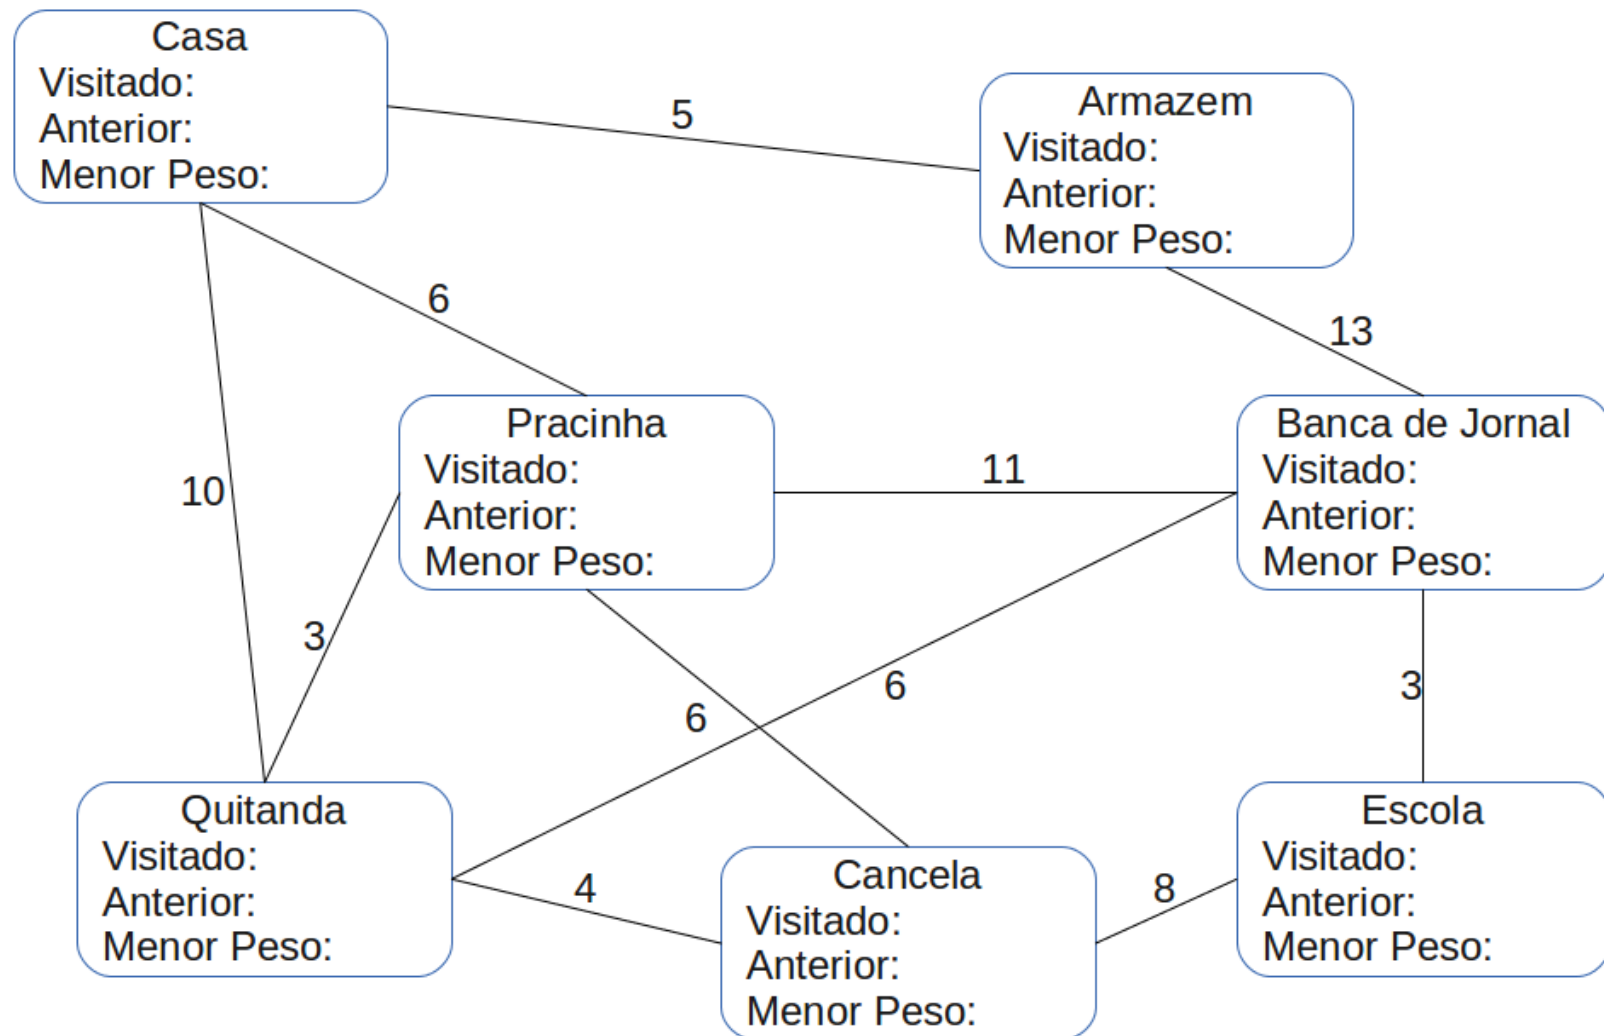 Casa
Visitado:
Anterior:
Menor Peso:
5
Armazem
Visitado:
Anterior:
Menor Peso:
6
13
10
Pracinha
Visitado:
Anterior:
Menor Peso:
11
Banca de Jornal
Visitado:
Anterior:
Menor Peso:
3
6
6
3
Quitanda
Visitado:
Anterior:
Menor Peso:
4
Cancela
Visitado:
Anterior:
Menor Peso:
8
Escola
Visitado:
Anterior:
Menor Peso: